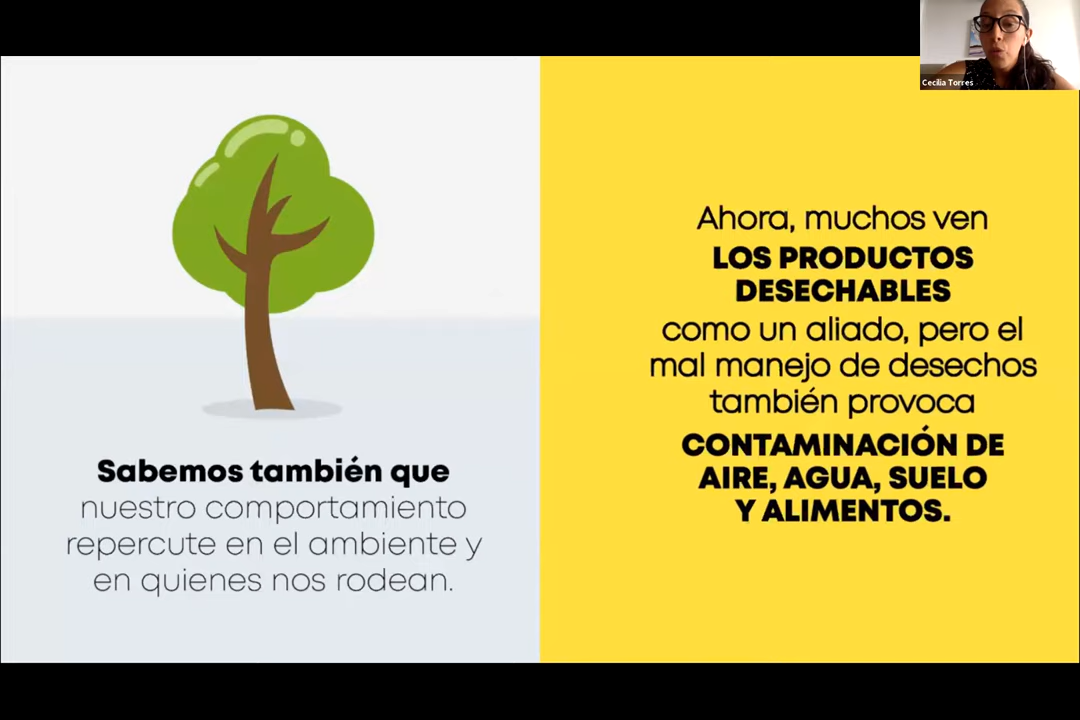 Cecilia Torres
Sabemos también que
nuestro comportamiento
repercute en el ambiente y
en quienes nos rodean.
Ahora, muchos ven
LOS PRODUCTOS
DESECHABLES
como un aliado, pero el
mal manejo de desechos
también provoca
CONTAMINACIÓN DE
AIRE, AGUA, SUELO
Y ALIMENTOS.